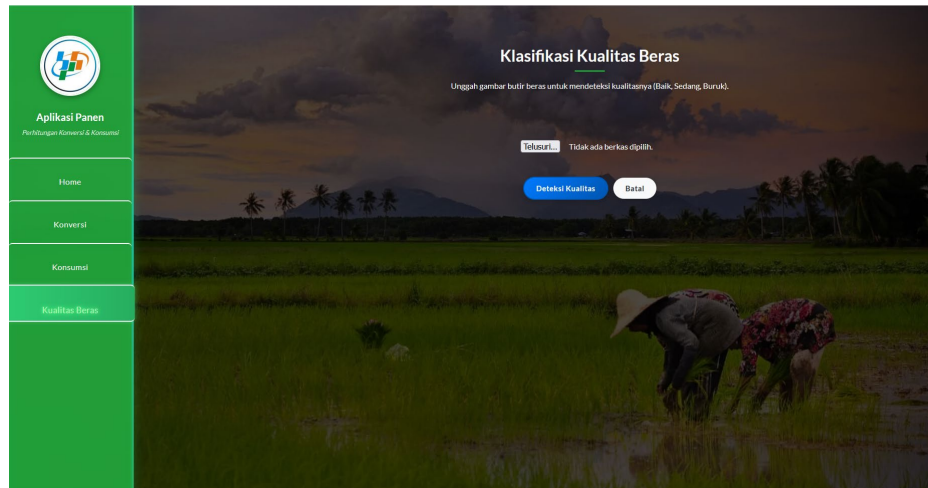 Aplikasi Panen
Perhitungan Konversi & Konsumsi
Home
Konversi
Konsumsi
Kualitas Beras
Klasifikasi Kualitas Beras
Unggah gambar butir beras untuk mendeteksi kualitasnya (Baik, Sedang, Buruk).
Telusuri... Tidak ada berkas dipilih.
Deteksi Kualitas Batal